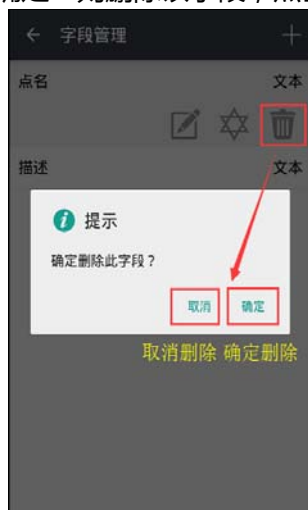 字段管理
点名 文本
描述 文本
提示
确定删除此字段？
取消 确定
取消删除 确定删除